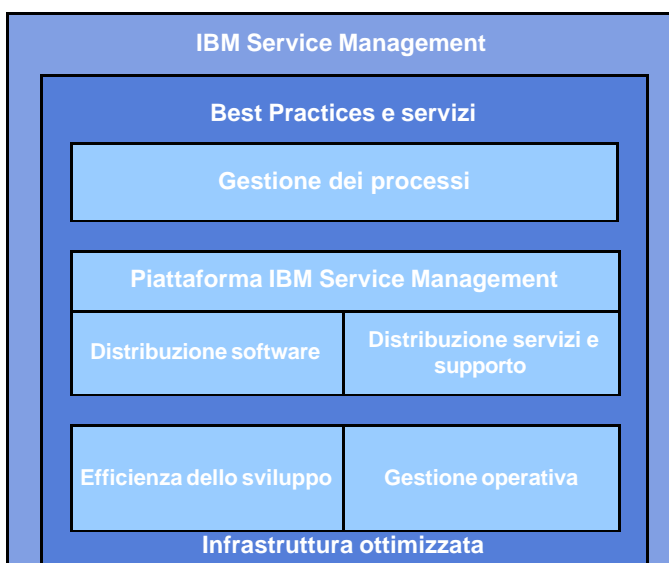 IBM Service Management
Best Practices e servizi
Gestione dei processi
Piattaforma IBM Service Management
Distribuzione software
Distribuzione servizi e
supporto
Efficienza dello sviluppo
Gestione operativa
Infrastruttura ottimizzata